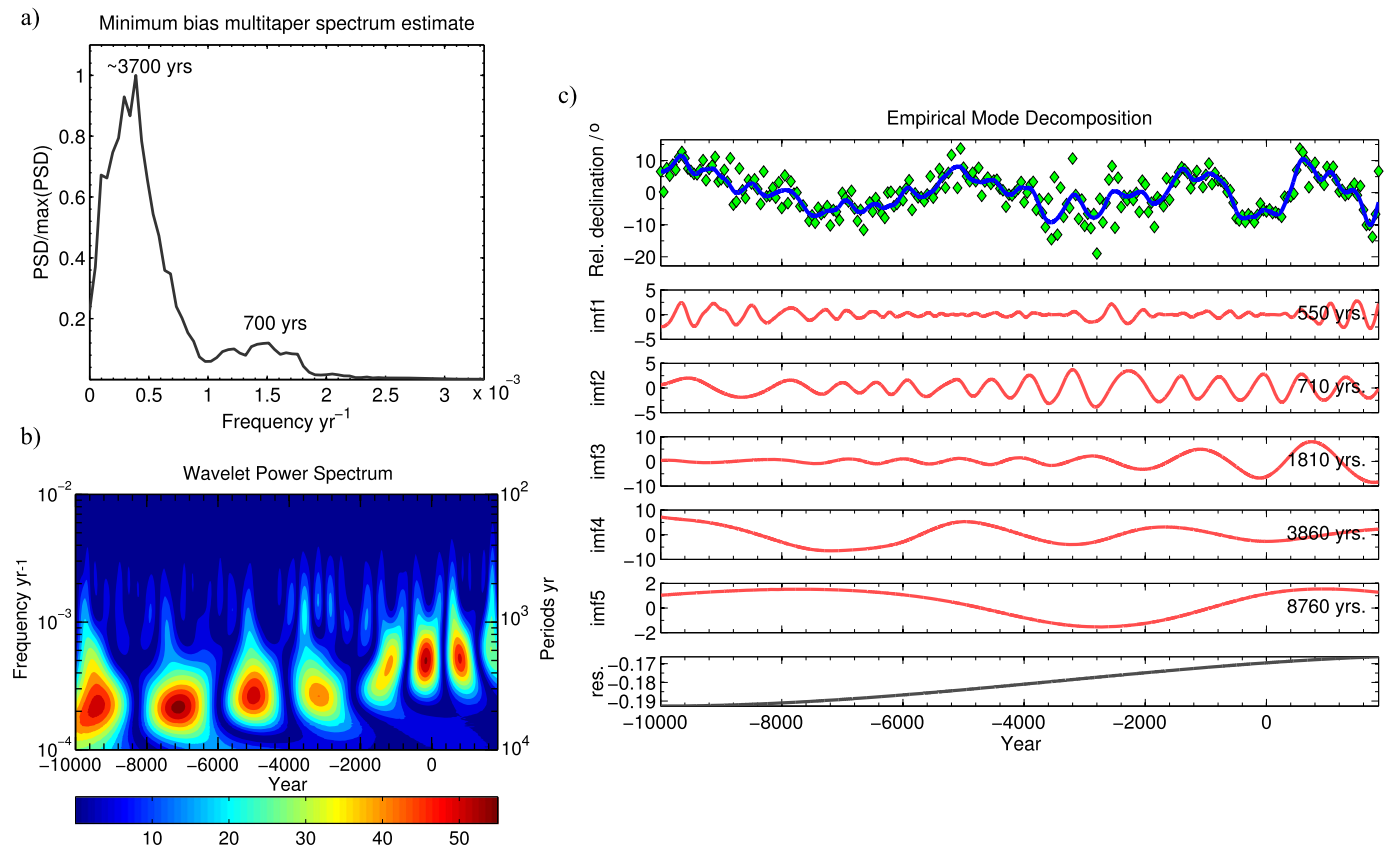 a)
Minimum bias multitaper spectrum estimate
~3700 yrs
700 yrs
PSD/max(PSD)
1
0.8
0.6
0.4
0.2
0 0.5 1 1.5 2 2.5 3
x 10⁻³
Frequency yr⁻¹
b)
Wavelet Power Spectrum
Frequency yr⁻¹
10⁻²
10⁻³
10⁻⁴
10²
10³
10⁴
Periods yr
−10000 −8000 −6000 −4000 −2000 0
Year
10 20 30 40 50
c)
Empirical Mode Decomposition
Rel. declination / o
10
0
−10
−20
imf1
5
0
−5
550 yrs.
imf2
5
0
−5
710 yrs.
imf3
10
0
−10
1810 yrs.
imf4
10
0
−10
3860 yrs.
imf5
2
0
−2
8760 yrs.
res.
−0.17
−0.18
−0.19
−10000 −8000 −6000 −4000 −2000 0
Year